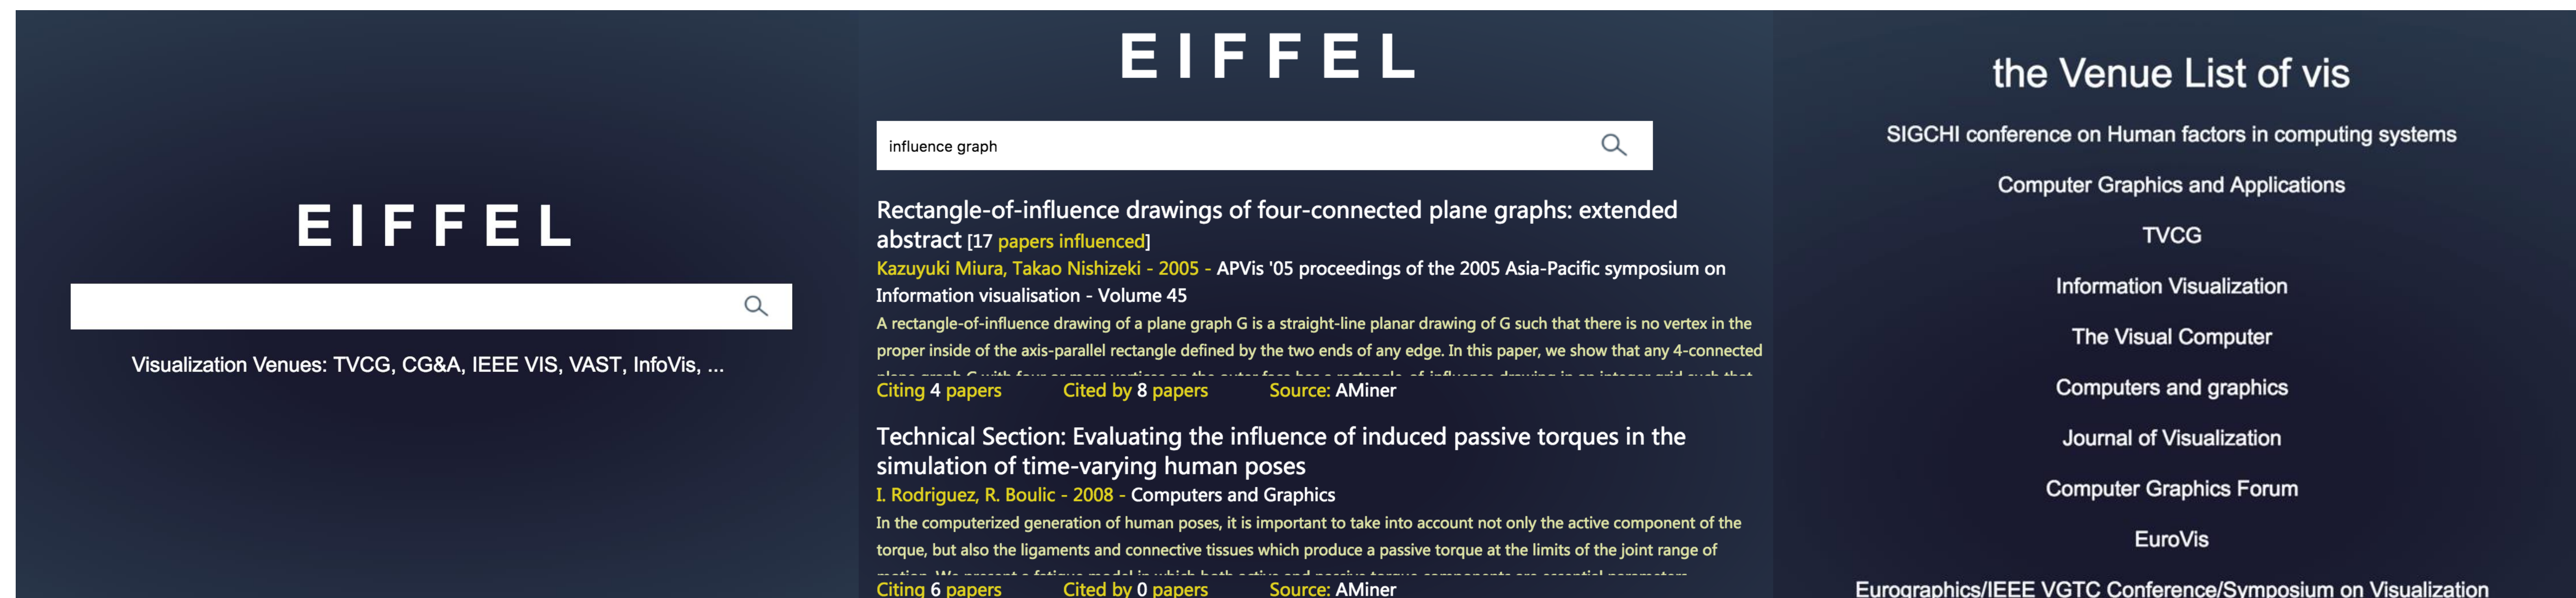 EIFFEL
Visualization Venues: TVCG, CG&A, IEEE VIS, VAST, InfoVis, ...
EIFFEL
influence graph
Rectangle-of-influence drawings of four-connected plane graphs: extended
abstract [17 papers influenced]
Kazuyuki Miura, Takao Nishizeki - 2005 - APVis '05 proceedings of the 2005 Asia-Pacific symposium on
Information visualisation - Volume 45
A rectangle-of-influence drawing of a plane graph G is a straight-line planar drawing of G such that there is no vertex in the
proper inside of the axis-parallel rectangle defined by the two ends of any edge. In this paper, we show that any 4-connected
Citing 4 papers Cited by 8 papers Source: AMiner
Technical Section: Evaluating the influence of induced passive torques in the
simulation of time-varying human poses
I. Rodriguez, R. Boulic - 2008 - Computers and Graphics
In the computerized generation of human poses, it is important to take into account not only the active component of the
torque, but also the ligaments and connective tissues which produce a passive torque at the limits of the joint range of
Citing 6 papers Cited by 0 papers Source: AMiner
the Venue List of vis
SIGCHI conference on Human factors in computing systems
Computer Graphics and Applications
TVCG
Information Visualization
The Visual Computer
Computers and graphics
Journal of Visualization
Computer Graphics Forum
EuroVis
Eurographics/IEEE VGTC Conference/Symposium on Visualization